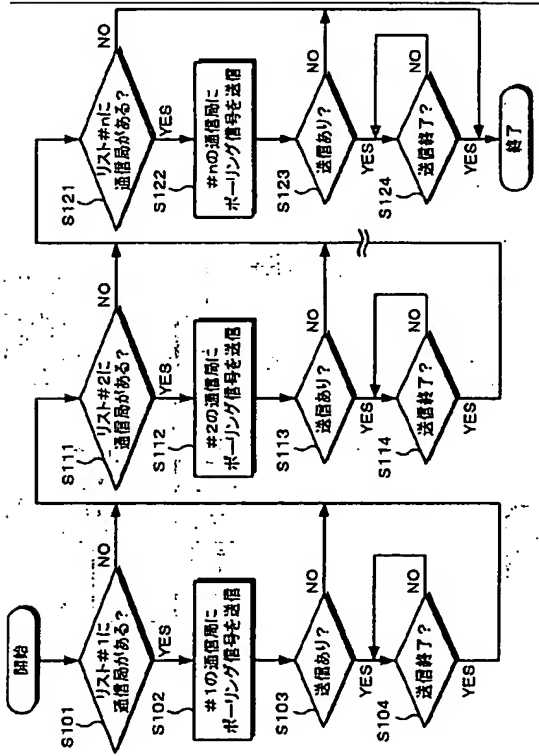 開始
S101
リスト#1に
通信局がある?
NO
YES
S102
#1の通信局に
ポーリング信号を送信
S103
送信あり?
NO
YES
S104
送信終了?
NO
YES
S111
リスト#2に
通信局がある?
NO
YES
S112
#2の通信局に
ポーリング信号を送信
S113
送信あり?
NO
YES
S114
送信終了?
NO
YES
S121
リスト#nに
通信局がある?
NO
YES
S122
#nの通信局に
ポーリング信号を送信
S123
送信あり?
NO
YES
S124
送信終了?
NO
YES
終了